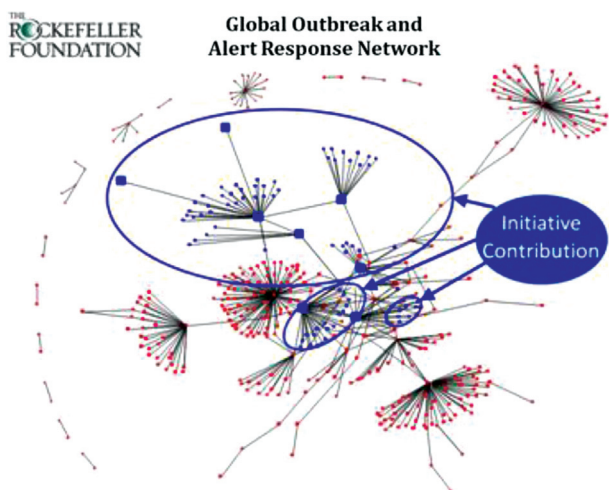 THE
ROCKEFELLER
FOUNDATION
Global Outbreak and
Alert Response Network
Initiative
Contribution